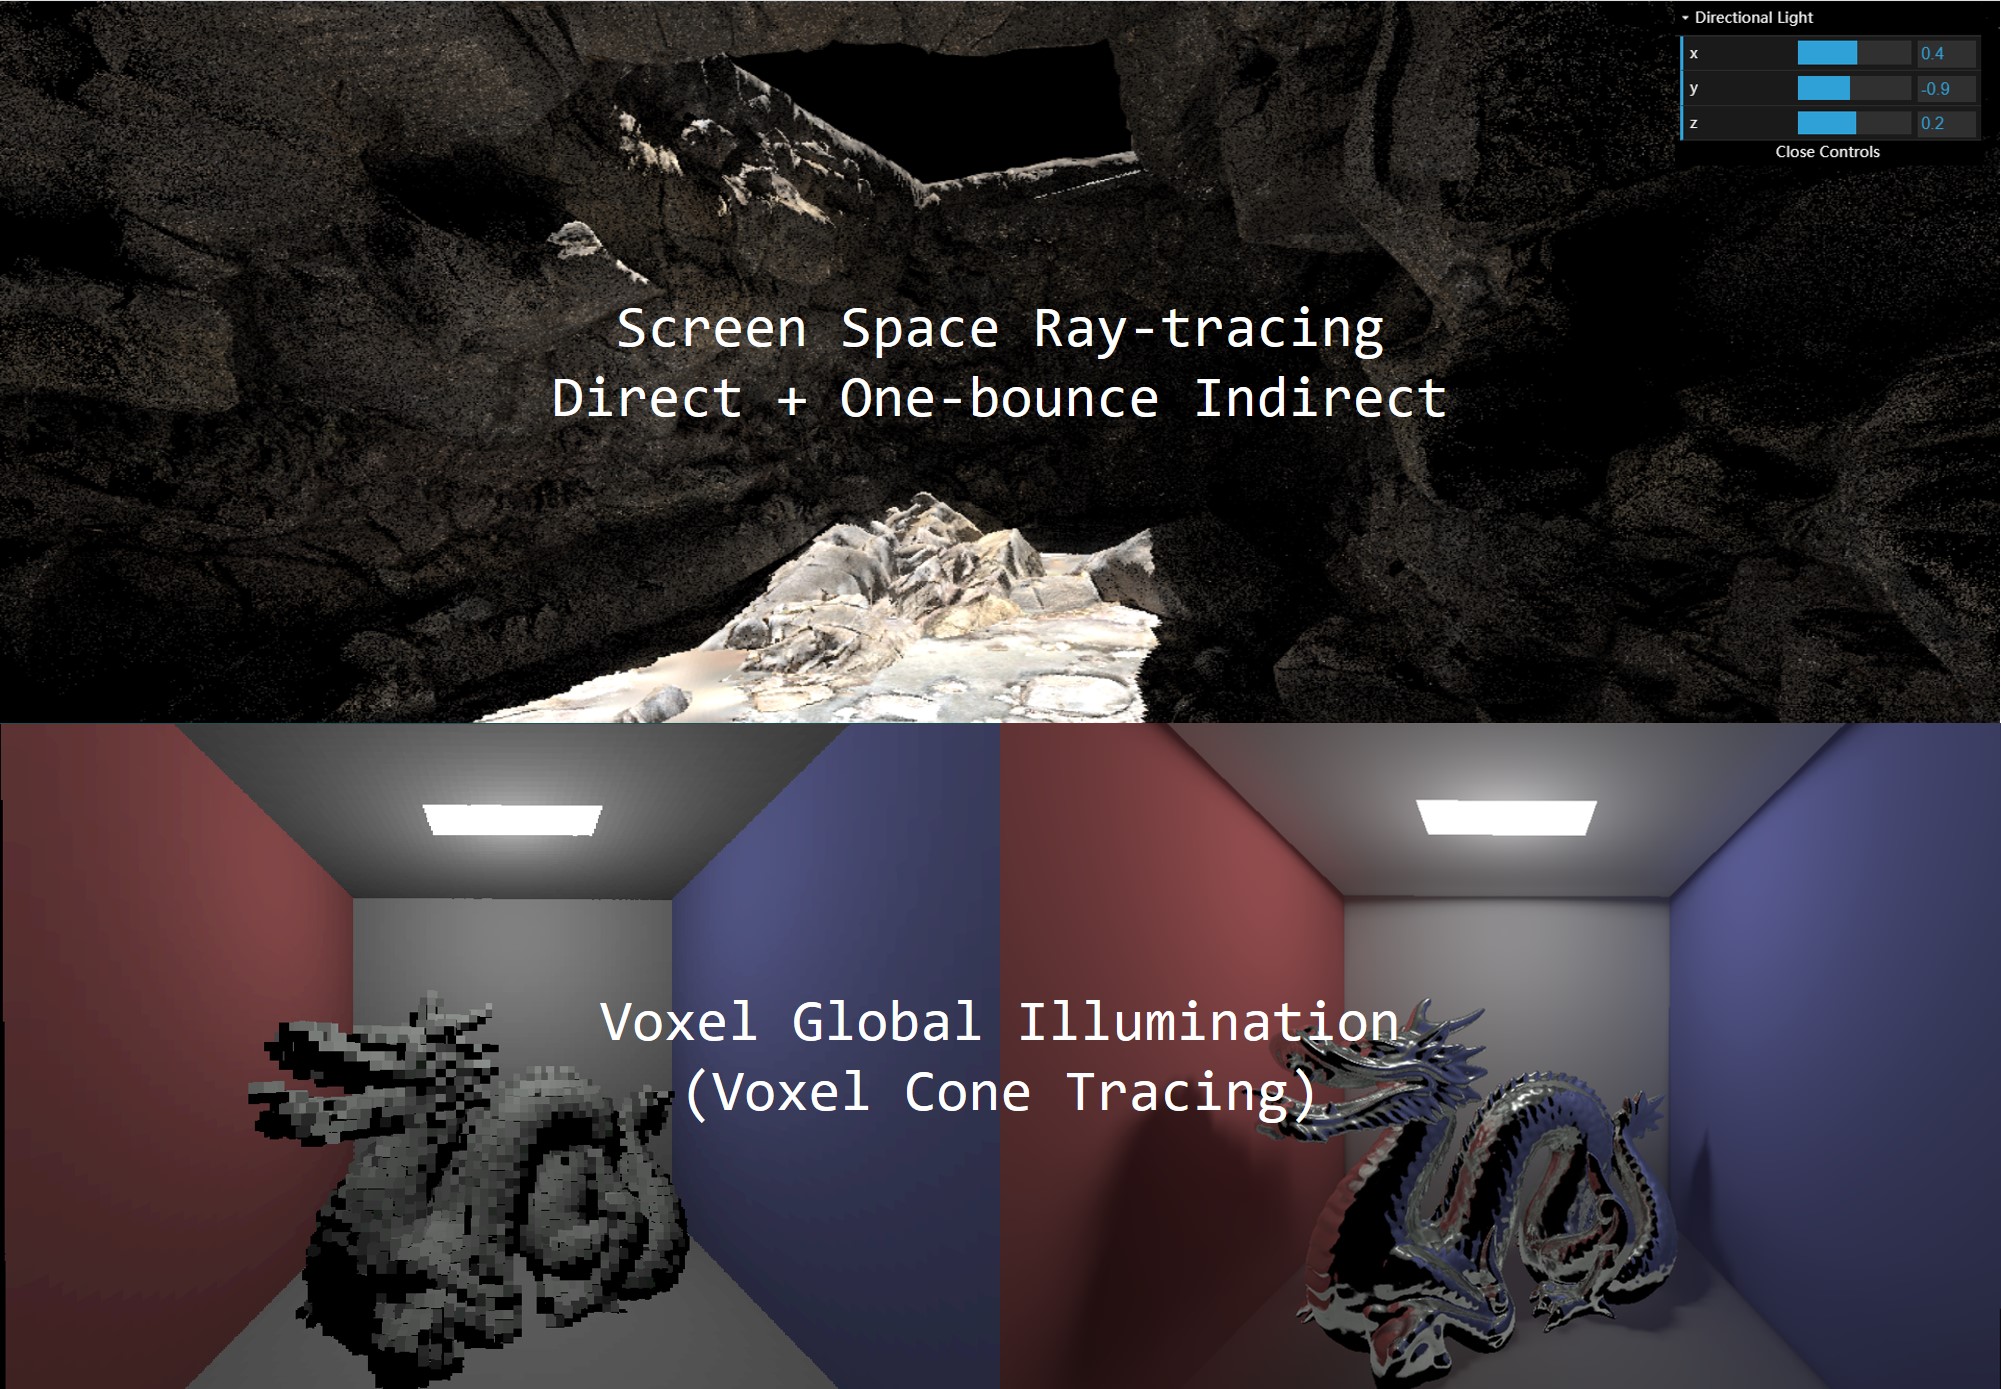 Directional Light
x 0.4
y -0.9
z 0.2
Close Controls
Screen Space Ray-tracing
Direct + One-bounce Indirect
Voxel Global Illumination
(Voxel Cone Tracing)